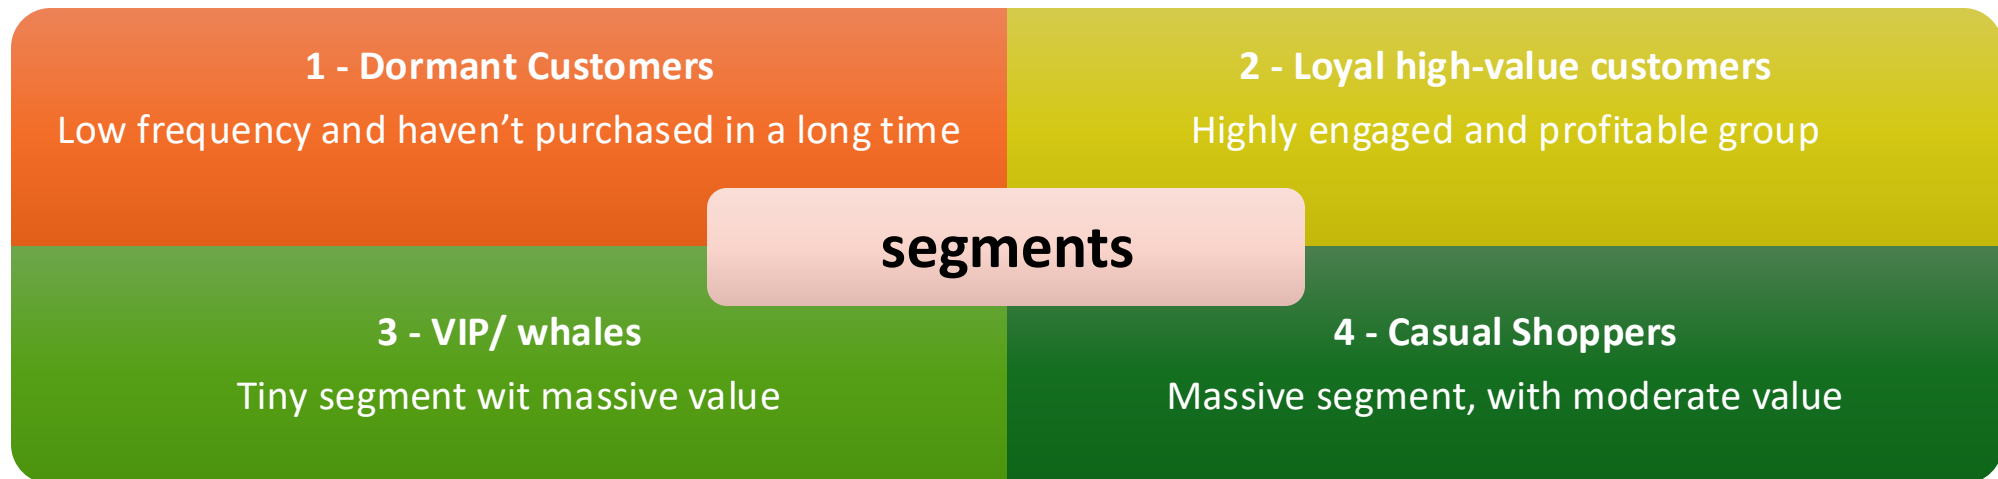 1 - Dormant Customers
Low frequency and haven’t purchased in a long time
2 - Loyal high-value customers
Highly engaged and profitable group
segments
3 - VIP/ whales
Tiny segment wit massive value
4 - Casual Shoppers
Massive segment, with moderate value